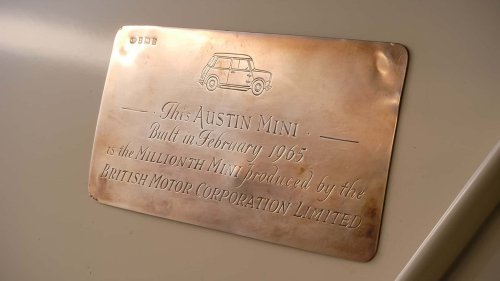 This AUSTIN MINI
Built in February 1965
is the MILLIONTH MINI produced by the
BRITISH MOTOR CORPORATION LIMITED